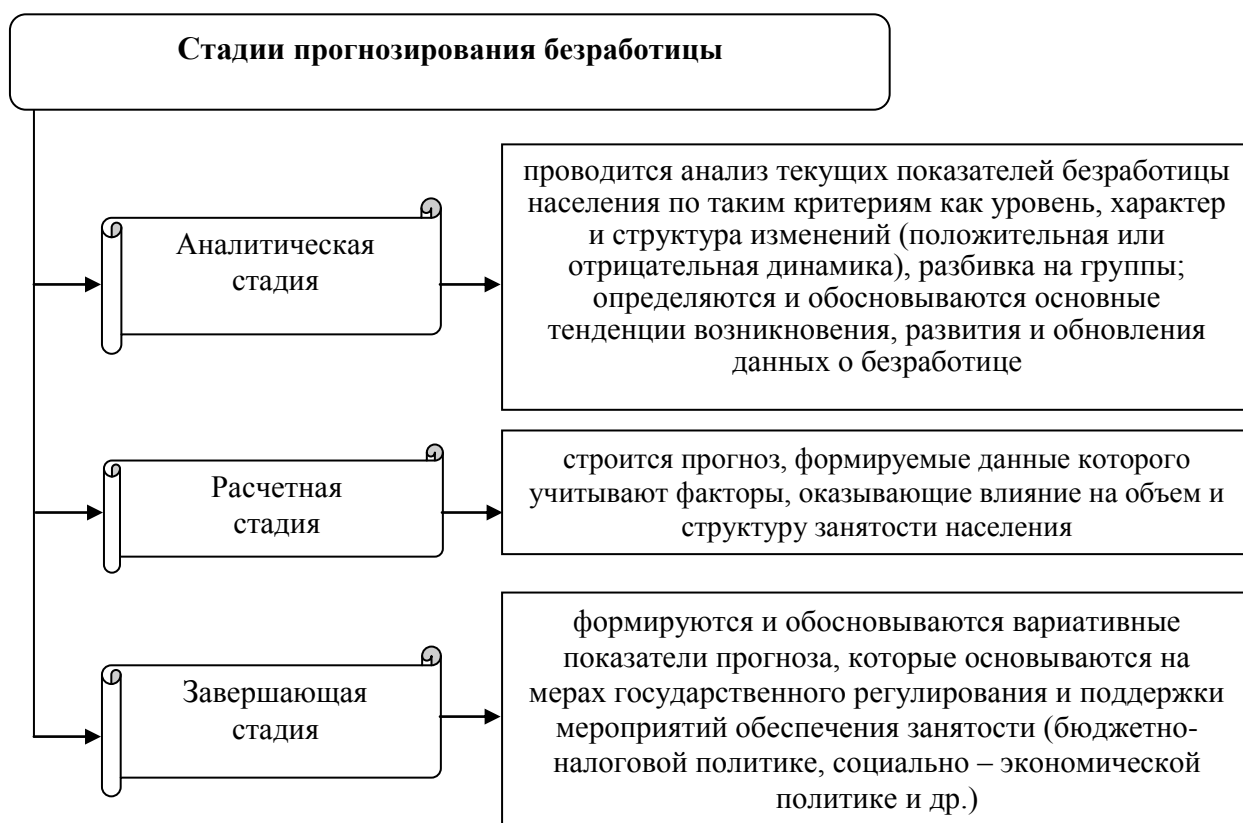 Стадии прогнозирования безработицы
Аналитическая
стадия
проводится анализ текущих показателей безработицы
населения по таким критериям как уровень, характер
и структура изменений (положительная или
отрицательная динамика), разбивка на группы;
определяются и обосновываются основные
тенденции возникновения, развития и обновления
данных о безработице
Расчетная
стадия
строится прогноз, формируемые данные которого
учитывают факторы, оказывающие влияние на объем и
структуру занятости населения
Завершающая
стадия
формируются и обосновываются вариативные
показатели прогноза, которые основываются на
мерах государственного регулирования и поддержки
мероприятий обеспечения занятости (бюджетно-
налоговой политике, социально – экономической
политике и др.)